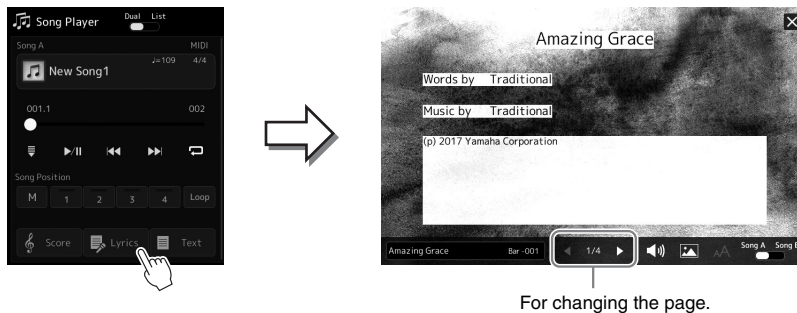 Song Player
Dual List
Song A MIDI
New Song1
♩=109 4/4
001.1 002
Song Position
M 1 2 3 4 Loop
Score Lyrics Text
Amazing Grace
Words by Traditional
Music by Traditional
(p) 2017 Yamaha Corporation
Amazing Grace Bar -001
1/4
AA
Song A Song B
For changing the page.